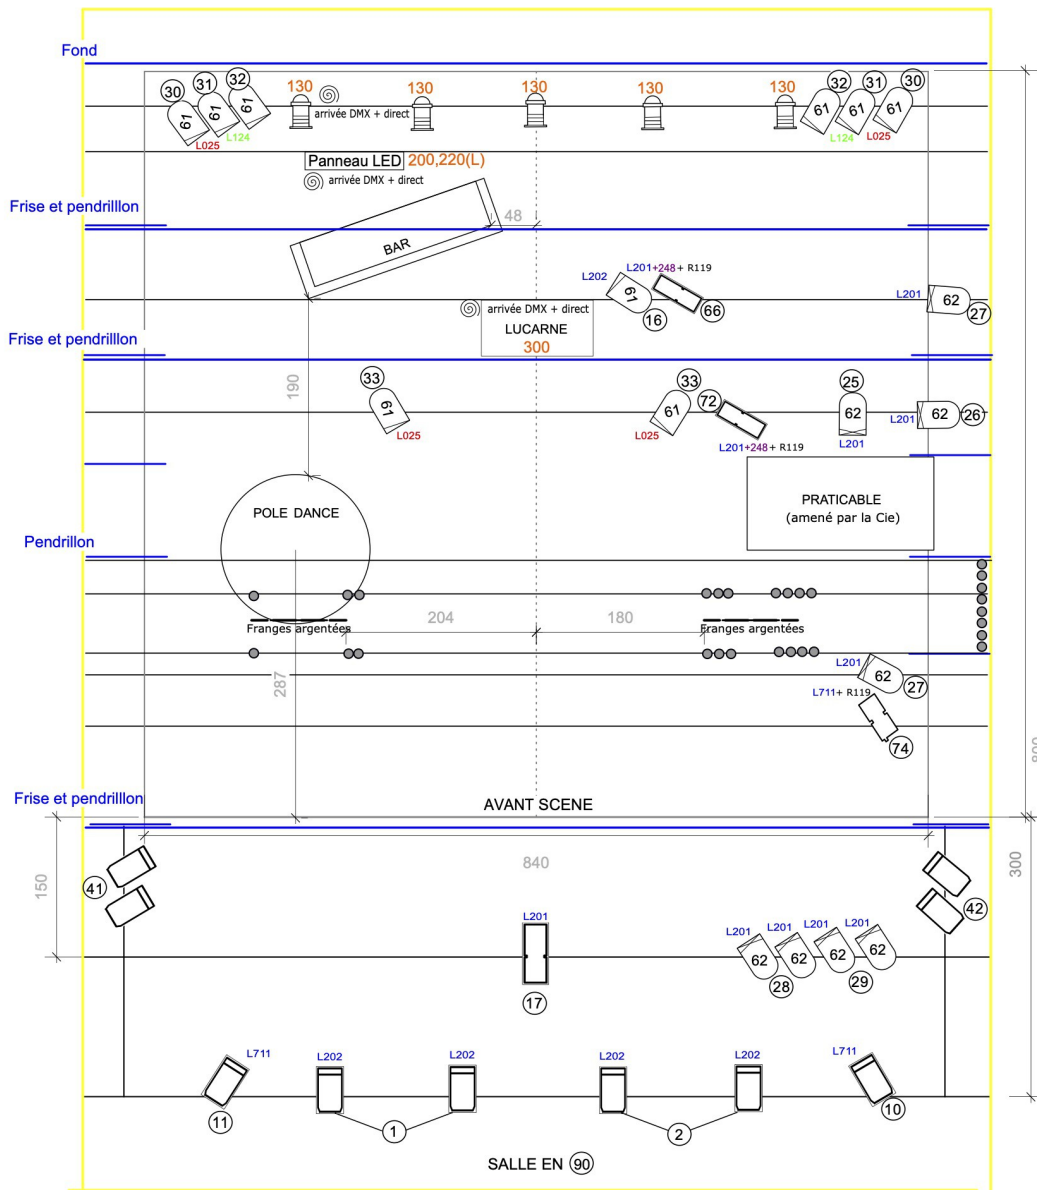 Fond
30
31
32
130
130
130
130
130
32
31
30
61
61
61
61
61
61
arrivée DMX + direct
L025
L124
L124
L025
Panneau LED 200,220(L)
arrivée DMX + direct
Frise et pendrilllon
48
BAR
L202
L201+248+ R119
61
16
66
L201
62
27
arrivée DMX + direct
LUCARNE
300
Frise et pendrilllon
190
33
61
L025
33
61
L025
72
L201+248+ R119
25
62
L201
L201
62
26
POLE DANCE
PRATICABLE
(amené par la Cie)
Pendrillon
204
180
Franges argentées
Franges argentées
287
L201
62
27
L711+ R119
74
800
Frise et pendrilllon
AVANT SCENE
840
150
300
41
42
L201
17
L201
L201
L201
L201
62
62
62
62
28
29
L711
L202
L202
L202
L202
L711
11
1
2
10
SALLE EN 90